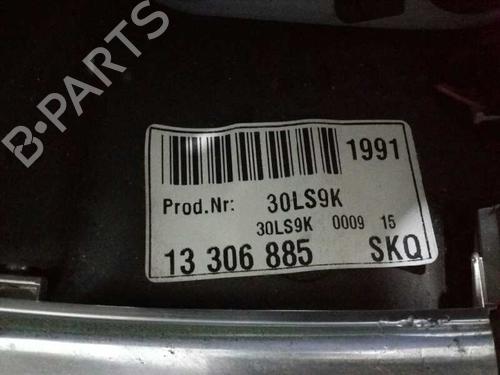 B-PARTS
1991
Prod.Nr: 30LS9K
30LS9K 0009 15
13 306 885 SKQ